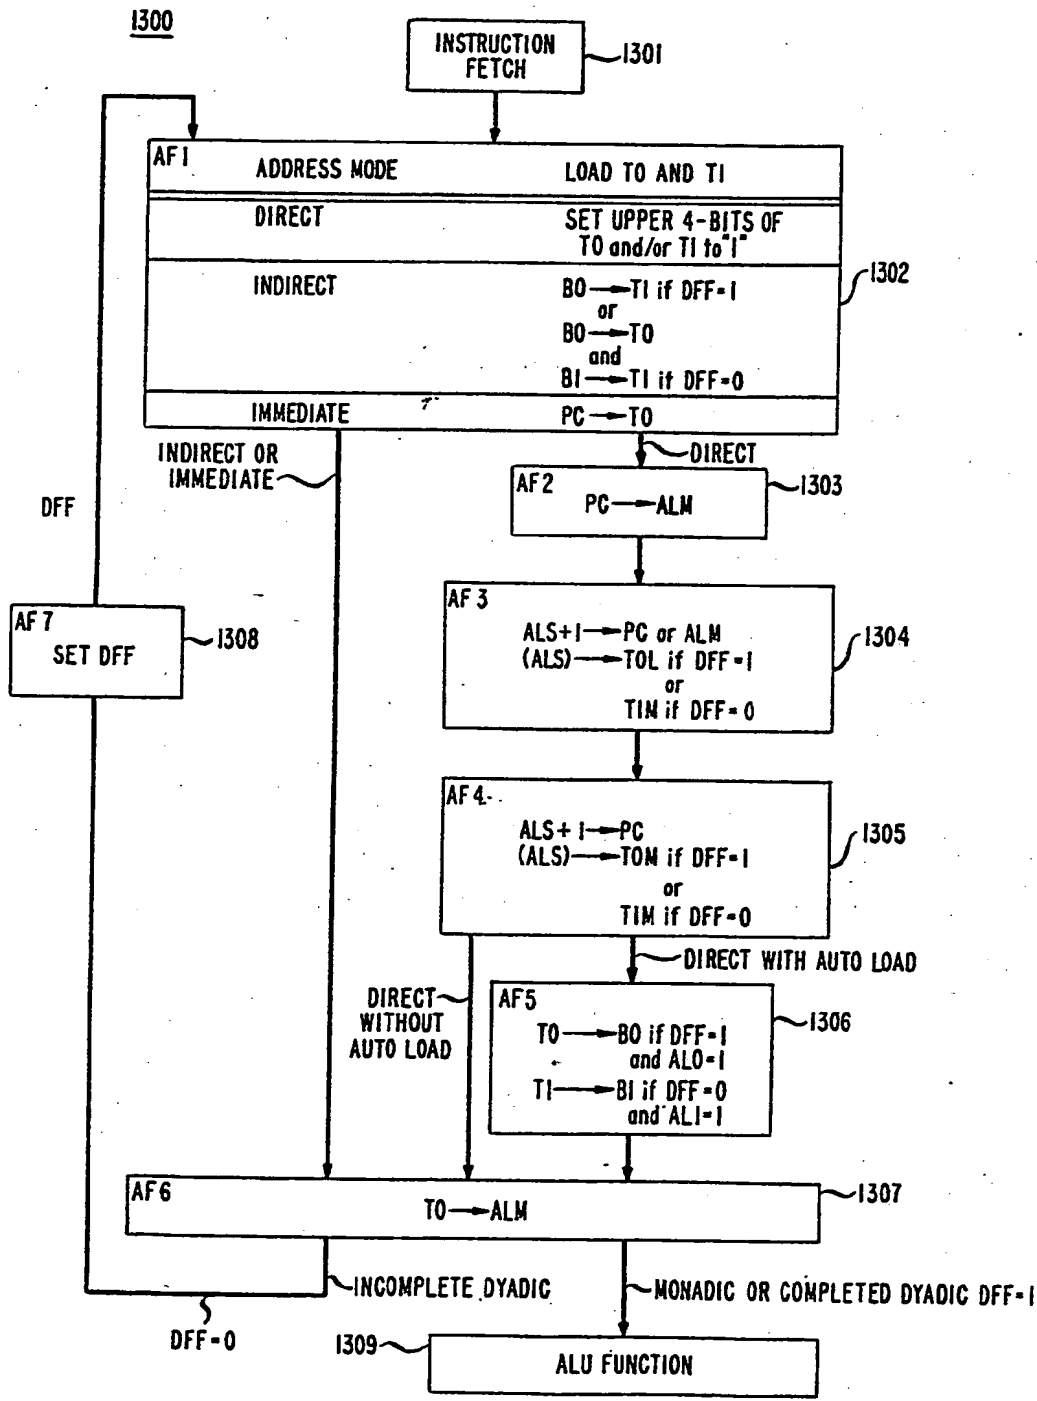 1300
INSTRUCTION
FETCH
1301
AF1
ADDRESS MODE
LOAD T0 AND T1
DIRECT
SET UPPER 4-BITS OF
T0 and/or T1 to "1"
1302
INDIRECT
B0→T1 if DFF=1
or
B0→T0
and
B1→T1 if DFF=0
IMMEDIATE
PC→T0
INDIRECT OR
IMMEDIATE
DIRECT
AF2
PC→ALM
1303
DFF
AF3
ALS+1→PC or ALM
(ALS)→T0L if DFF=1
or
T1M if DFF=0
1304
AF7
SET DFF
1308
AF4
ALS+1→PC
(ALS)→T0M if DFF=1
or
T1M if DFF=0
1305
DIRECT WITH AUTO LOAD
DIRECT
WITHOUT
AUTO LOAD
AF5
T0→B0 if DFF=1
and AL0=1
T1→B1 if DFF=0
and AL1=1
1306
AF6
T0→ALM
1307
INCOMPLETE DYADIC
MONADIC OR COMPLETED DYADIC DFF=1
DFF=0
1309
ALU FUNCTION